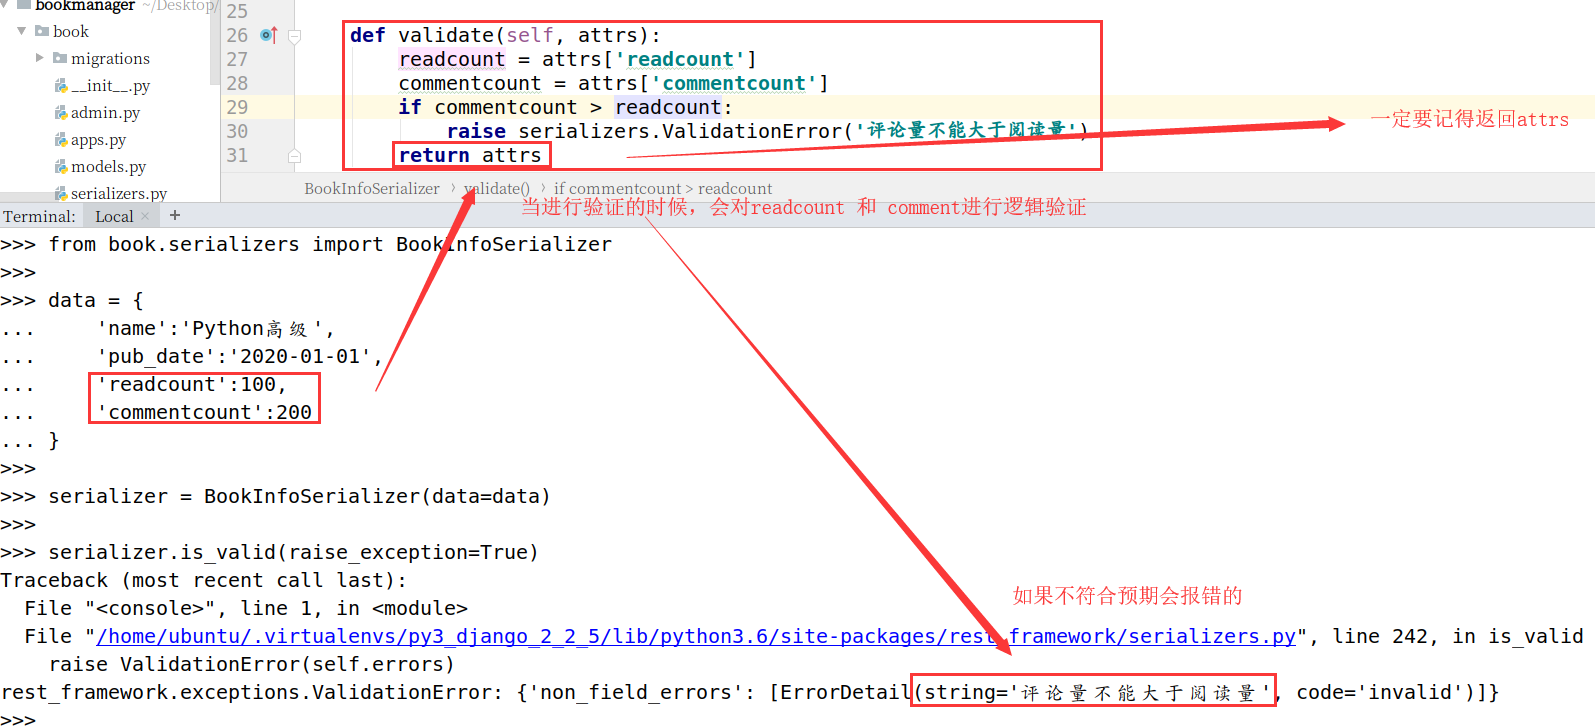 bookmanager ~/Desktop/
book
migrations
__init__.py
admin.py
apps.py
models.py
serializers.py
25
26 def validate(self, attrs):
27 readcount = attrs['readcount']
28 commentcount = attrs['commentcount']
29 if commentcount > readcount:
30 raise serializers.ValidationError('评论量不能大于阅读量')
31 return attrs
一定要记得返回attrs
BookInfoSerializer › validate() › if commentcount > readcount
当进行验证的时候，会对readcount 和 comment进行逻辑验证
Terminal: Local × +
>>> from book.serializers import BookInfoSerializer
>>>
>>> data = {
... 'name':'Python高级',
... 'pub_date':'2020-01-01',
... 'readcount':100,
... 'commentcount':200
... }
>>>
>>> serializer = BookInfoSerializer(data=data)
>>>
>>> serializer.is_valid(raise_exception=True)
Traceback (most recent call last):
File "<console>", line 1, in <module>
如果不符合预期会报错的
File "/home/ubuntu/.virtualenvs/py3_django_2_2_5/lib/python3.6/site-packages/rest_framework/serializers.py", line 242, in is_valid
raise ValidationError(self.errors)
rest_framework.exceptions.ValidationError: {'non_field_errors': [ErrorDetail(string='评论量不能大于阅读量', code='invalid')]}
>>>